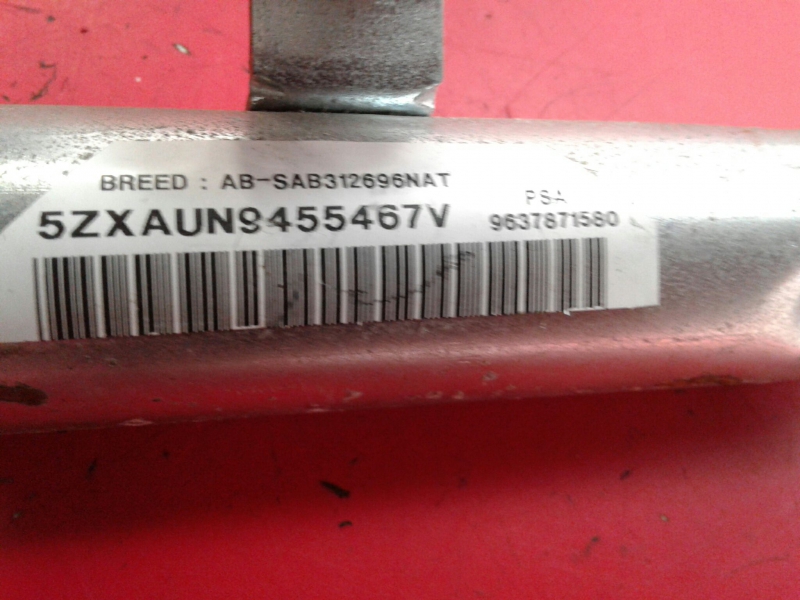 BREED : AB-SAB312696NAT
PSA
5ZXAUN9455467V
9637871580